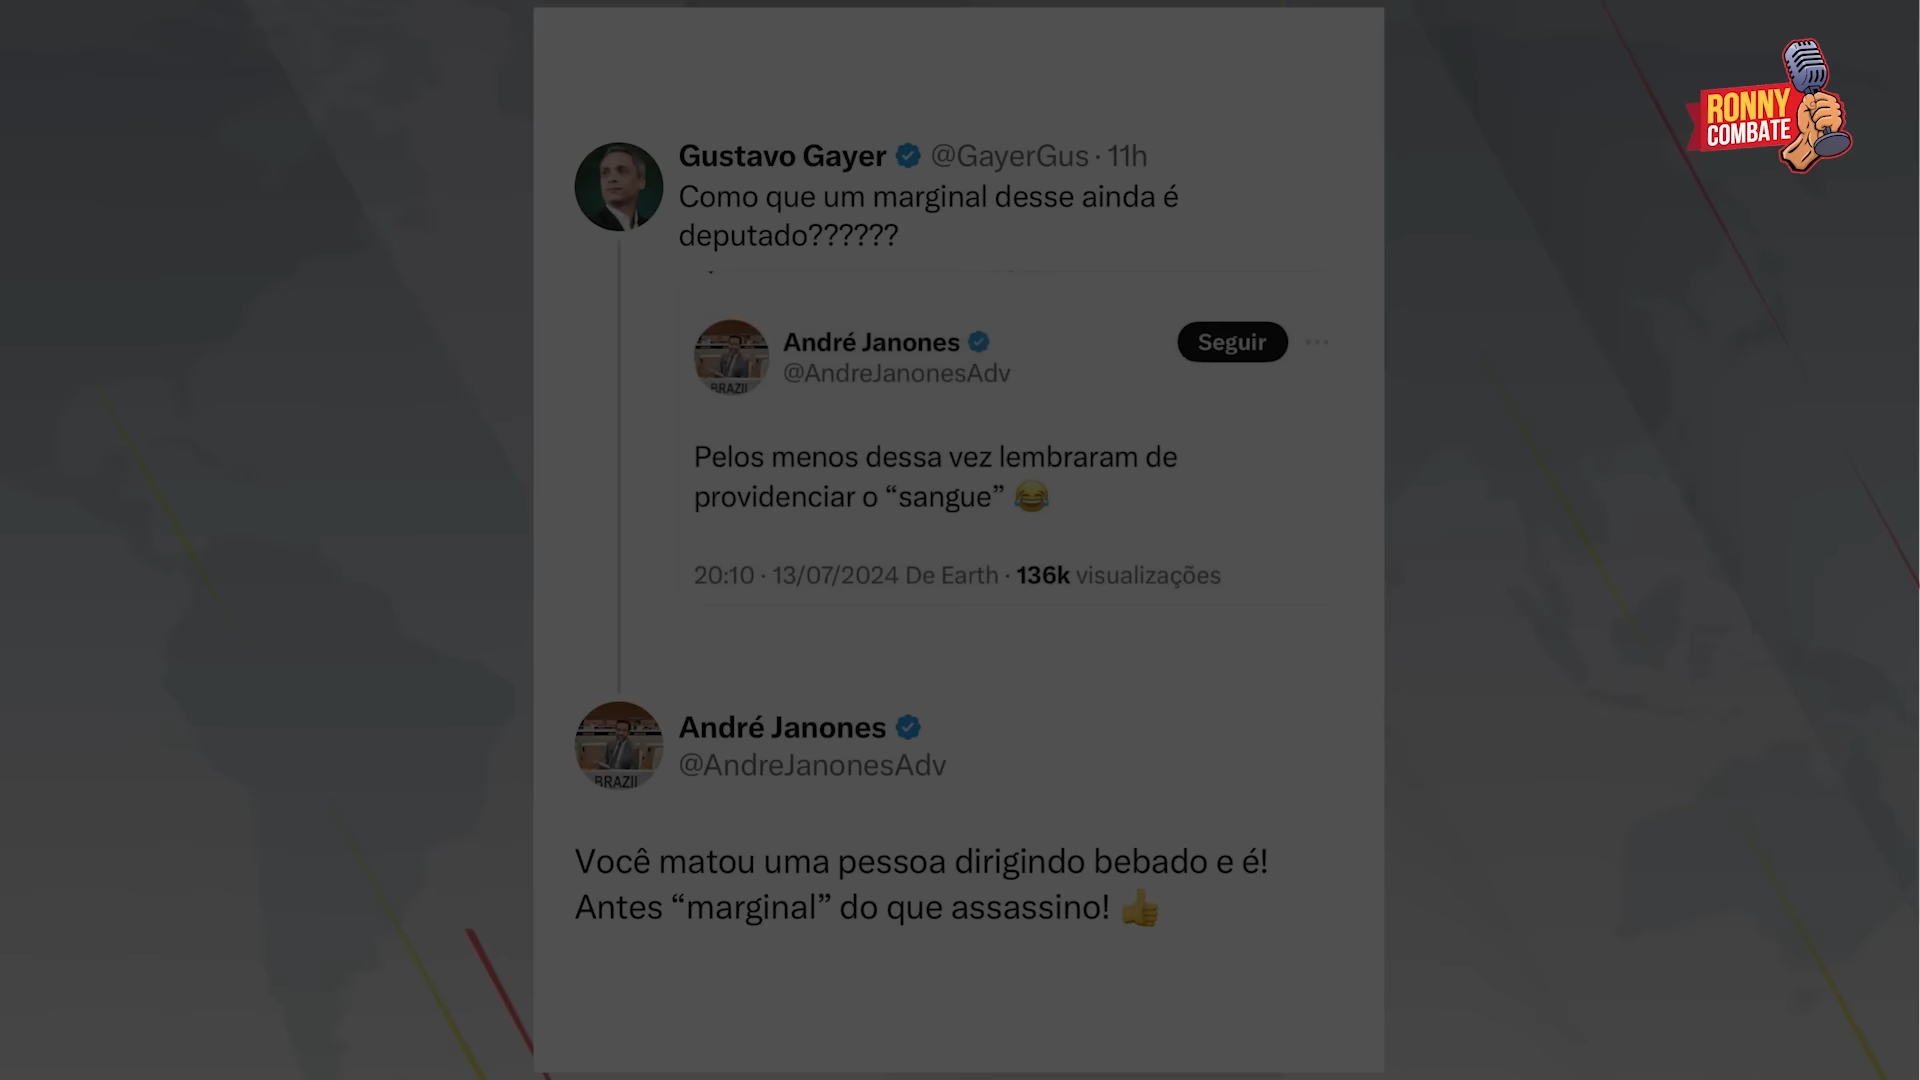 RONNY
COMBATE
Gustavo Gayer @GayerGus · 11h
Como que um marginal desse ainda é
deputado??????
André Janones
@AndreJanonesAdv
Seguir
BRAZIL
Pelos menos dessa vez lembraram de
providenciar o “sangue” 😂
20:10 · 13/07/2024 De Earth · 136k visualizações
André Janones
@AndreJanonesAdv
BRAZIL
Você matou uma pessoa dirigindo bebado e é!
Antes “marginal” do que assassino! 👍